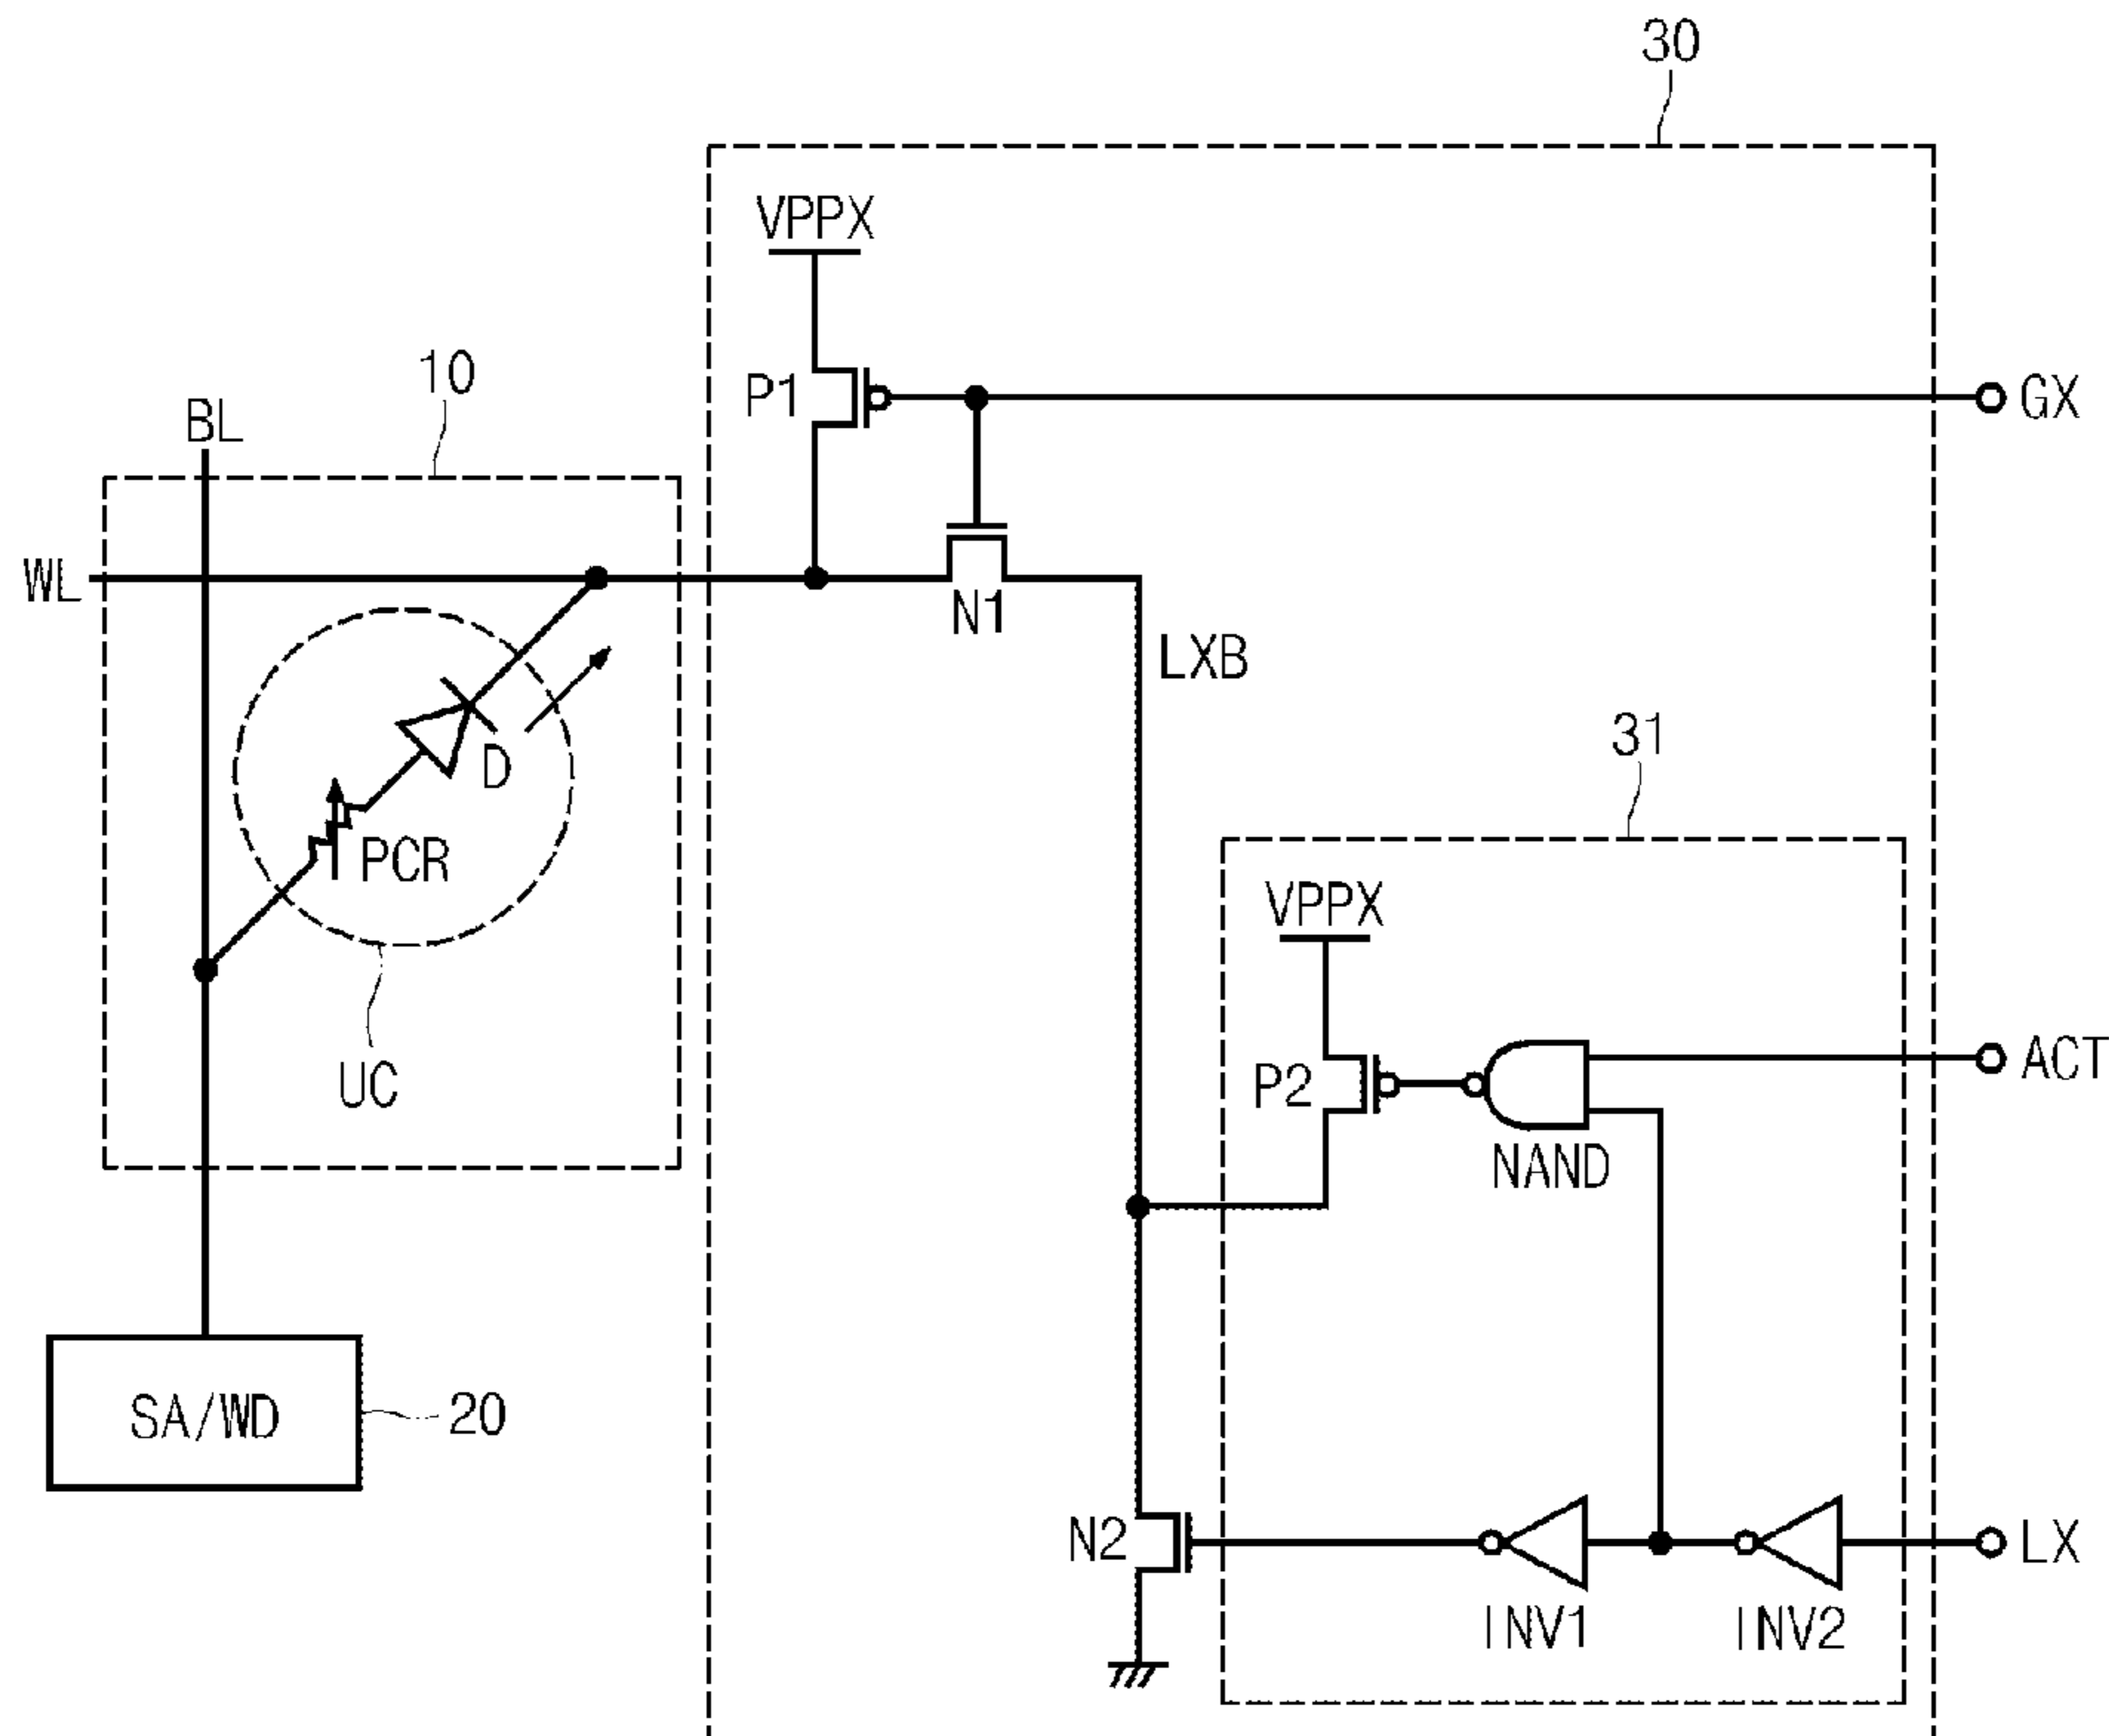 30
VPPX
10
P1
GX
BL
WL
N1
LXB
D
31
PCR
VPPX
ACT
P2
UC
NAND
SA/WD
20
N2
LX
INV1
INV2